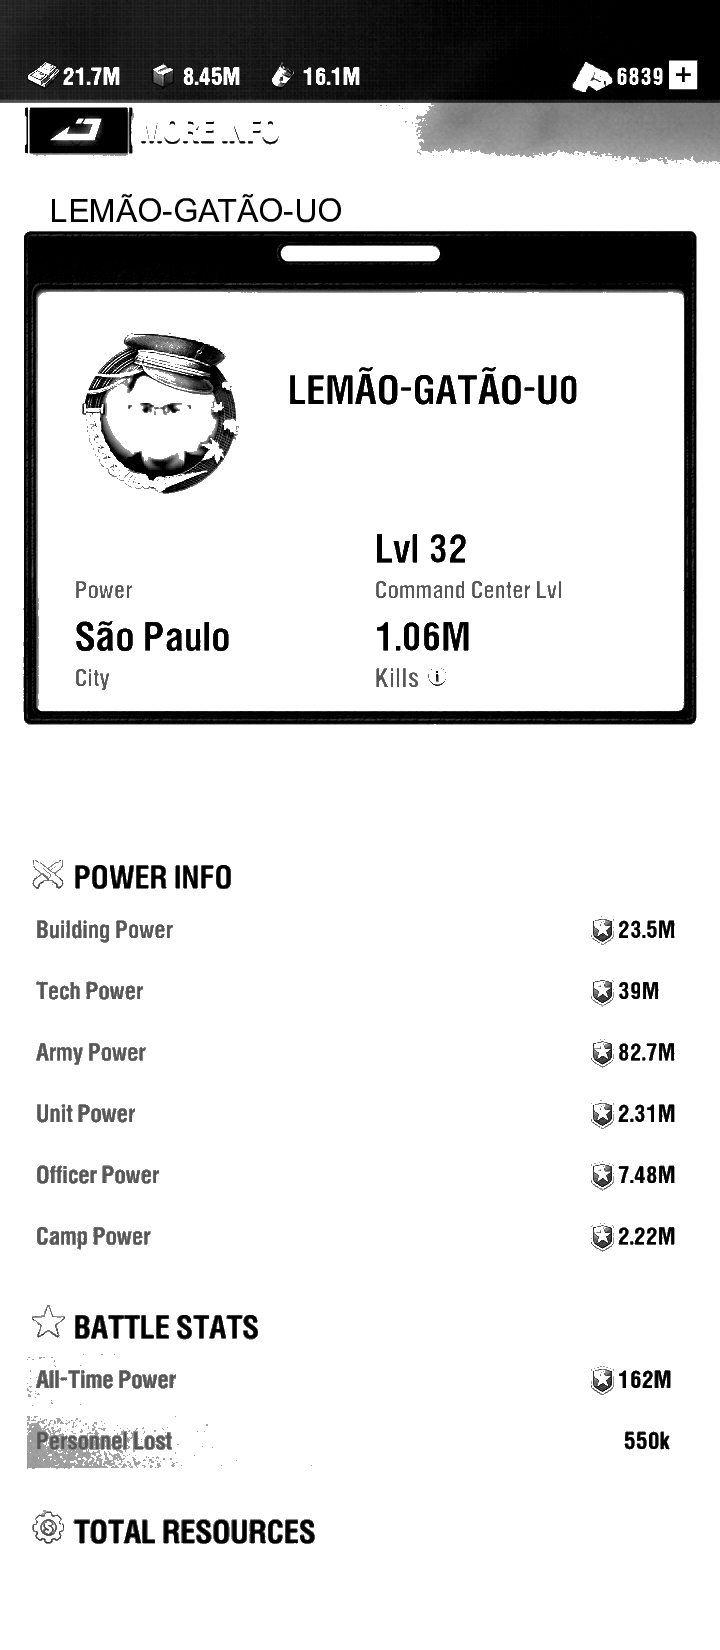 21.7M 8.45M 16.1M 6839 +
MORE INFO
LEMÃO-GATÃO-UO
LEMÃO-GATÃO-UO
Lvl 32
Power Command Center Lvl
São Paulo 1.06M
City Kills i
POWER INFO
Building Power 23.5M
Tech Power 39M
Army Power 82.7M
Unit Power 2.31M
Officer Power 7.48M
Camp Power 2.22M
BATTLE STATS
All-Time Power 162M
Personnel Lost 550k
TOTAL RESOURCES